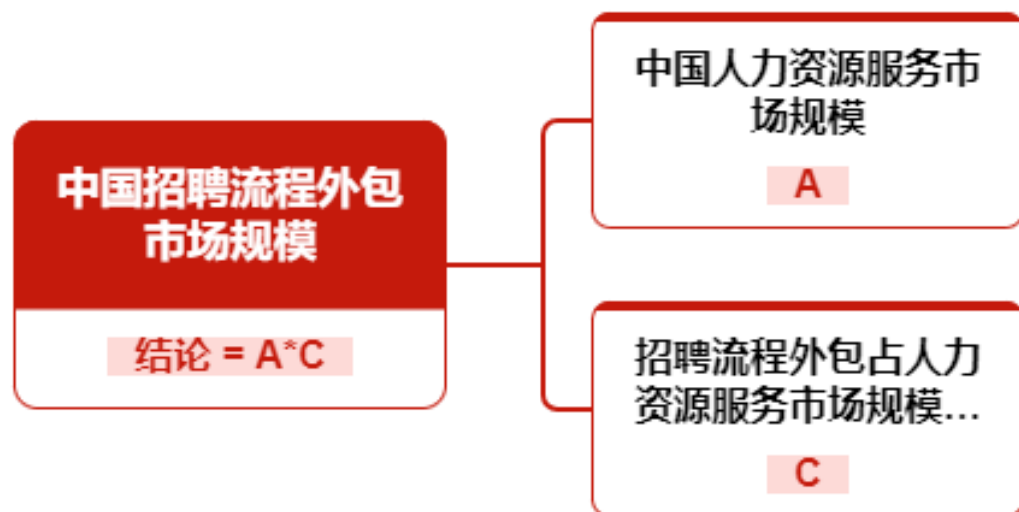 中国招聘流程外包
市场规模
结论 = A*C
中国人力资源服务市
场规模
A
招聘流程外包占人力
资源服务市场规模...
C